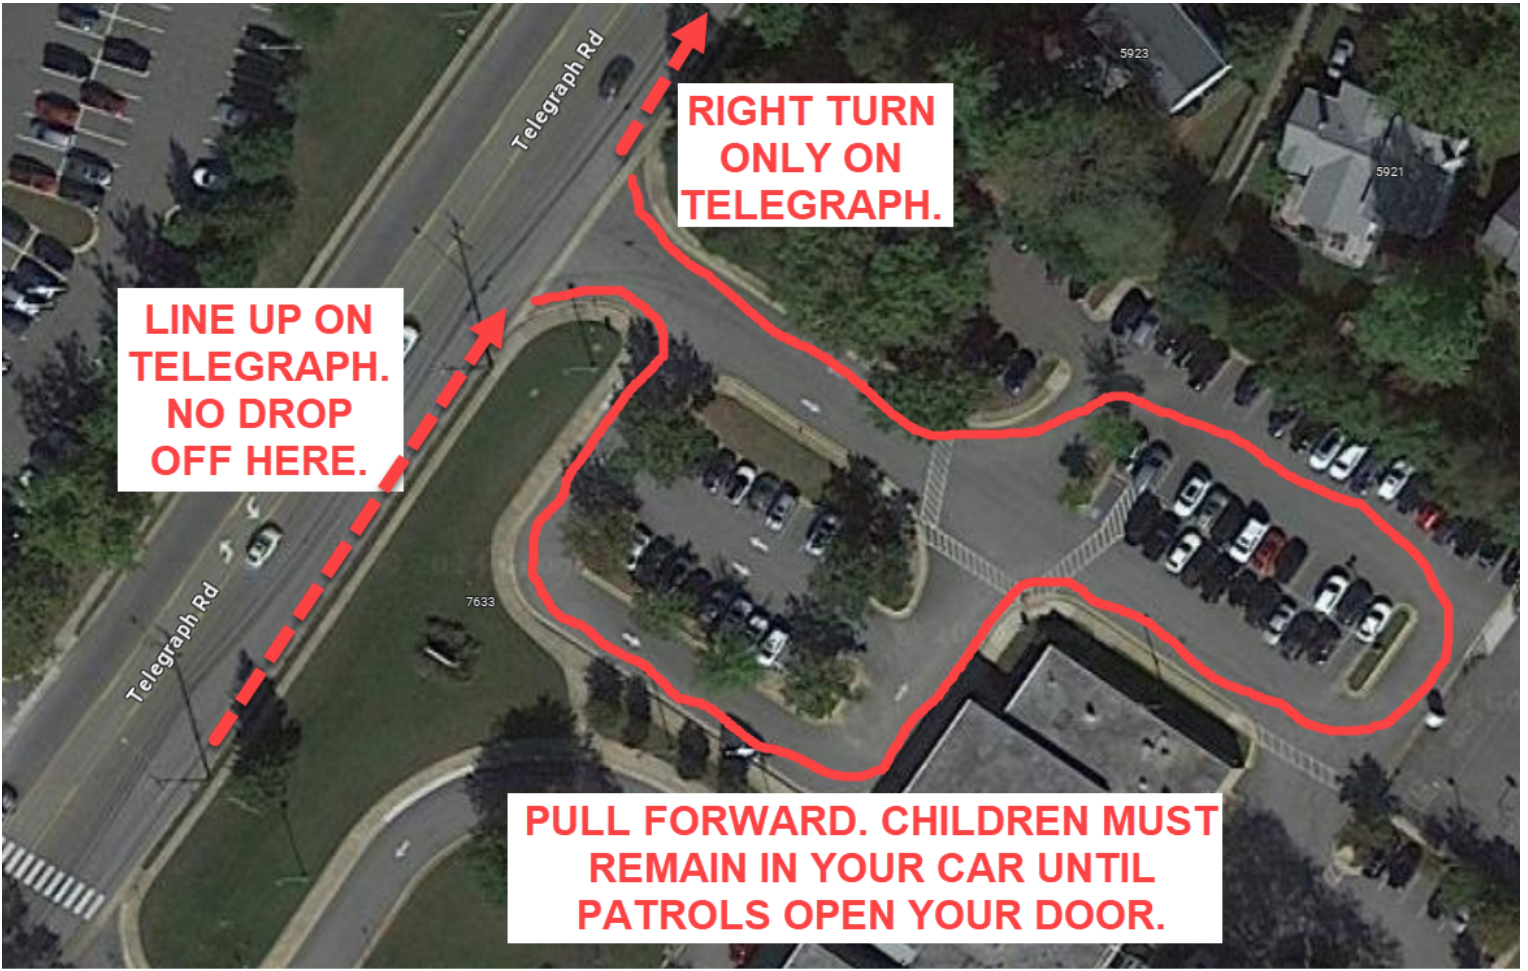 5923
Telegraph Rd
RIGHT TURN
ONLY ON
TELEGRAPH.
5921
LINE UP ON
TELEGRAPH.
NO DROP
OFF HERE.
7633
Telegraph Rd
PULL FORWARD. CHILDREN MUST
REMAIN IN YOUR CAR UNTIL
PATROLS OPEN YOUR DOOR.